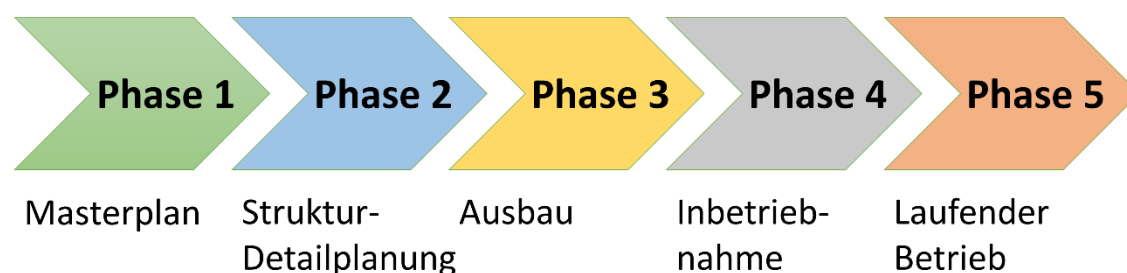 Phase 1
Phase 2
Phase 3
Phase 4
Phase 5
Masterplan
Struktur-
Detailplanung
Ausbau
Inbetrieb-
nahme
Laufender
Betrieb